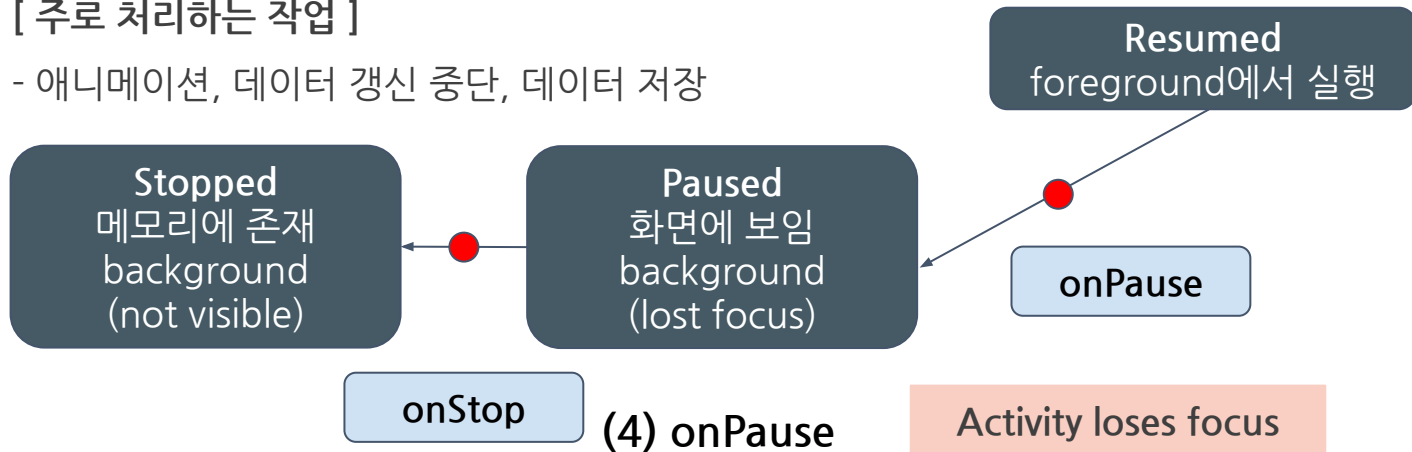 [ 주로 처리하는 작업 ]
- 애니메이션, 데이터 갱신 중단, 데이터 저장
Resumed
foreground에서 실행
Stopped
메모리에 존재
background
(not visible)
Paused
화면에 보임
background
(lost focus)
onPause
onStop
(4) onPause
Activity loses focus